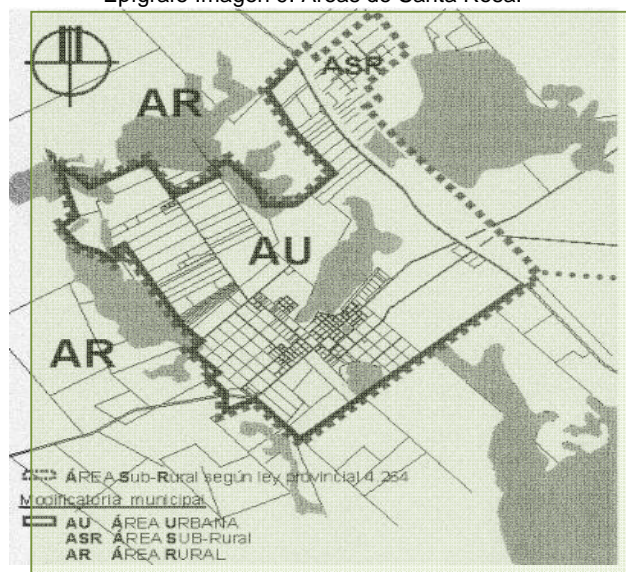 Epígrafe Imagen 6: Áreas de Santa Rosa.
ASR
AR
AU
AR
ÁREA Sub-Rural según ley provincial 4.264
Modificatoria municipal
AU ÁREA URBANA
ASR ÁREA SUB-Rural
AR ÁREA RURAL